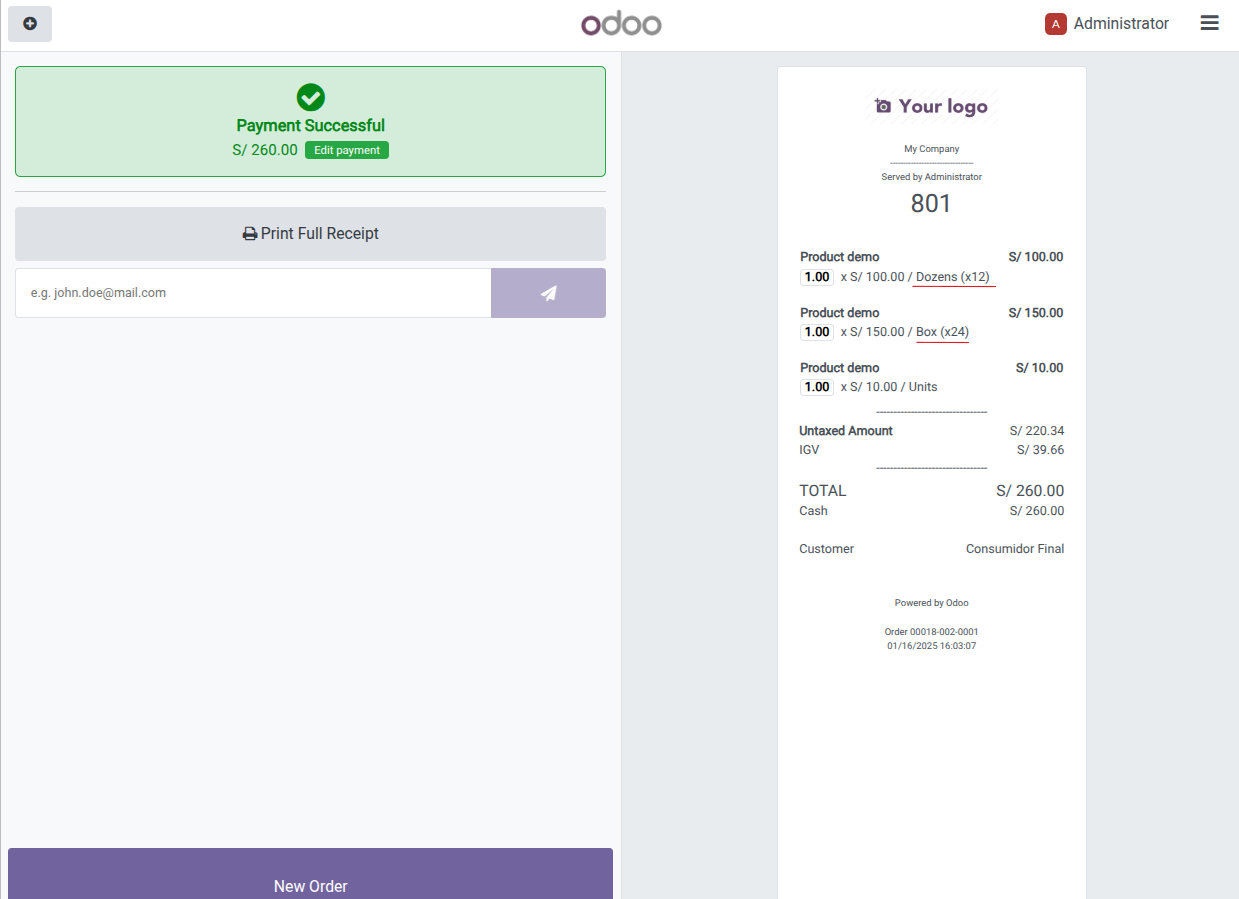 odoo
A Administrator
Payment Successful
S/ 260.00 Edit payment
Print Full Receipt
e.g. john.doe@mail.com
New Order
Your logo
My Company
--------------------------------
Served by Administrator
801
Product demo S/ 100.00
1.00 x S/ 100.00 / Dozens (x12)
Product demo S/ 150.00
1.00 x S/ 150.00 / Box (x24)
Product demo S/ 10.00
1.00 x S/ 10.00 / Units
--------------------------------
Untaxed Amount S/ 220.34
IGV S/ 39.66
--------------------------------
TOTAL S/ 260.00
Cash S/ 260.00
Customer Consumidor Final
Powered by Odoo
Order 00018-002-0001
01/16/2025 16:03:07